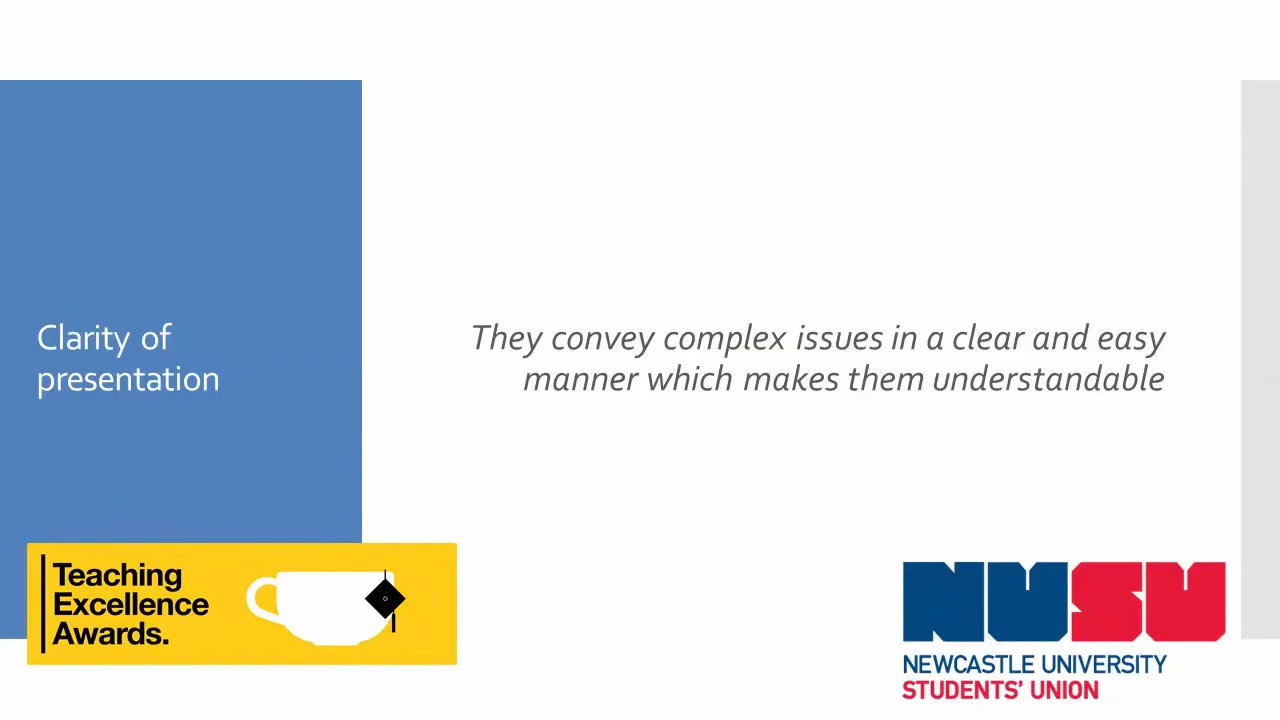 Clarity of
presentation
They convey complex issues in a clear and easy
manner which makes them understandable
Teaching
Excellence
Awards.
NUSU
NEWCASTLE UNIVERSITY
STUDENTS' UNION